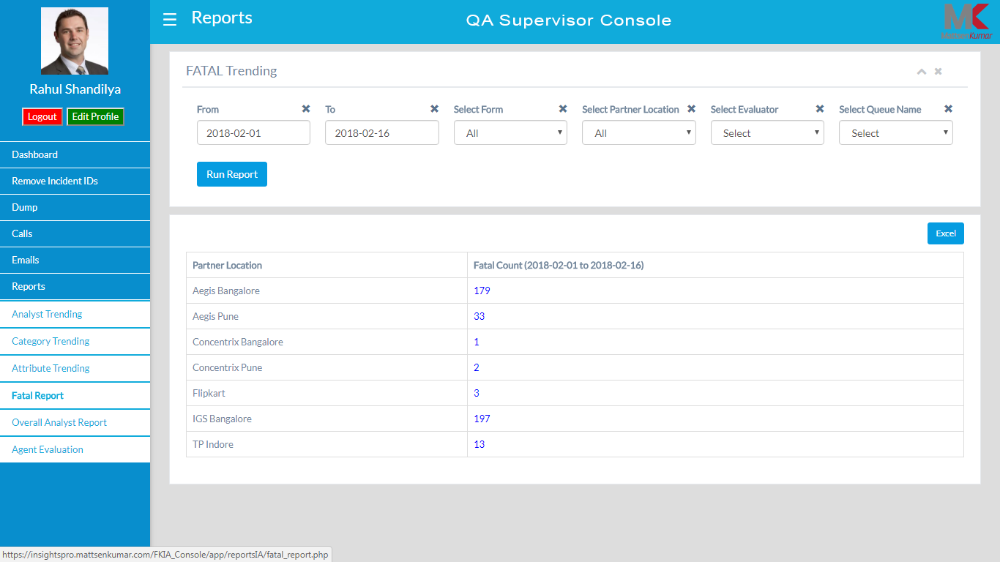 Rahul Shandilya
Logout Edit Profile
Dashboard
Remove Incident IDs
Dump
Calls
Emails
Reports
Analyst Trending
Category Trending
Attribute Trending
Fatal Report
Overall Analyst Report
Agent Evaluation
Reports QA Supervisor Console
MK
MattsenKumar
FATAL Trending
From To Select Form Select Partner Location Select Evaluator Select Queue Name
2018-02-01 2018-02-16 All All Select Select
Run Report
Excel
Partner Location Fatal Count (2018-02-01 to 2018-02-16)
Aegis Bangalore 179
Aegis Pune 33
Concentrix Bangalore 1
Concentrix Pune 2
Flipkart 3
IGS Bangalore 197
TP Indore 13
https://insightspro.mattsenkumar.com/FKIA_Console/app/reportsIA/fatal_report.php